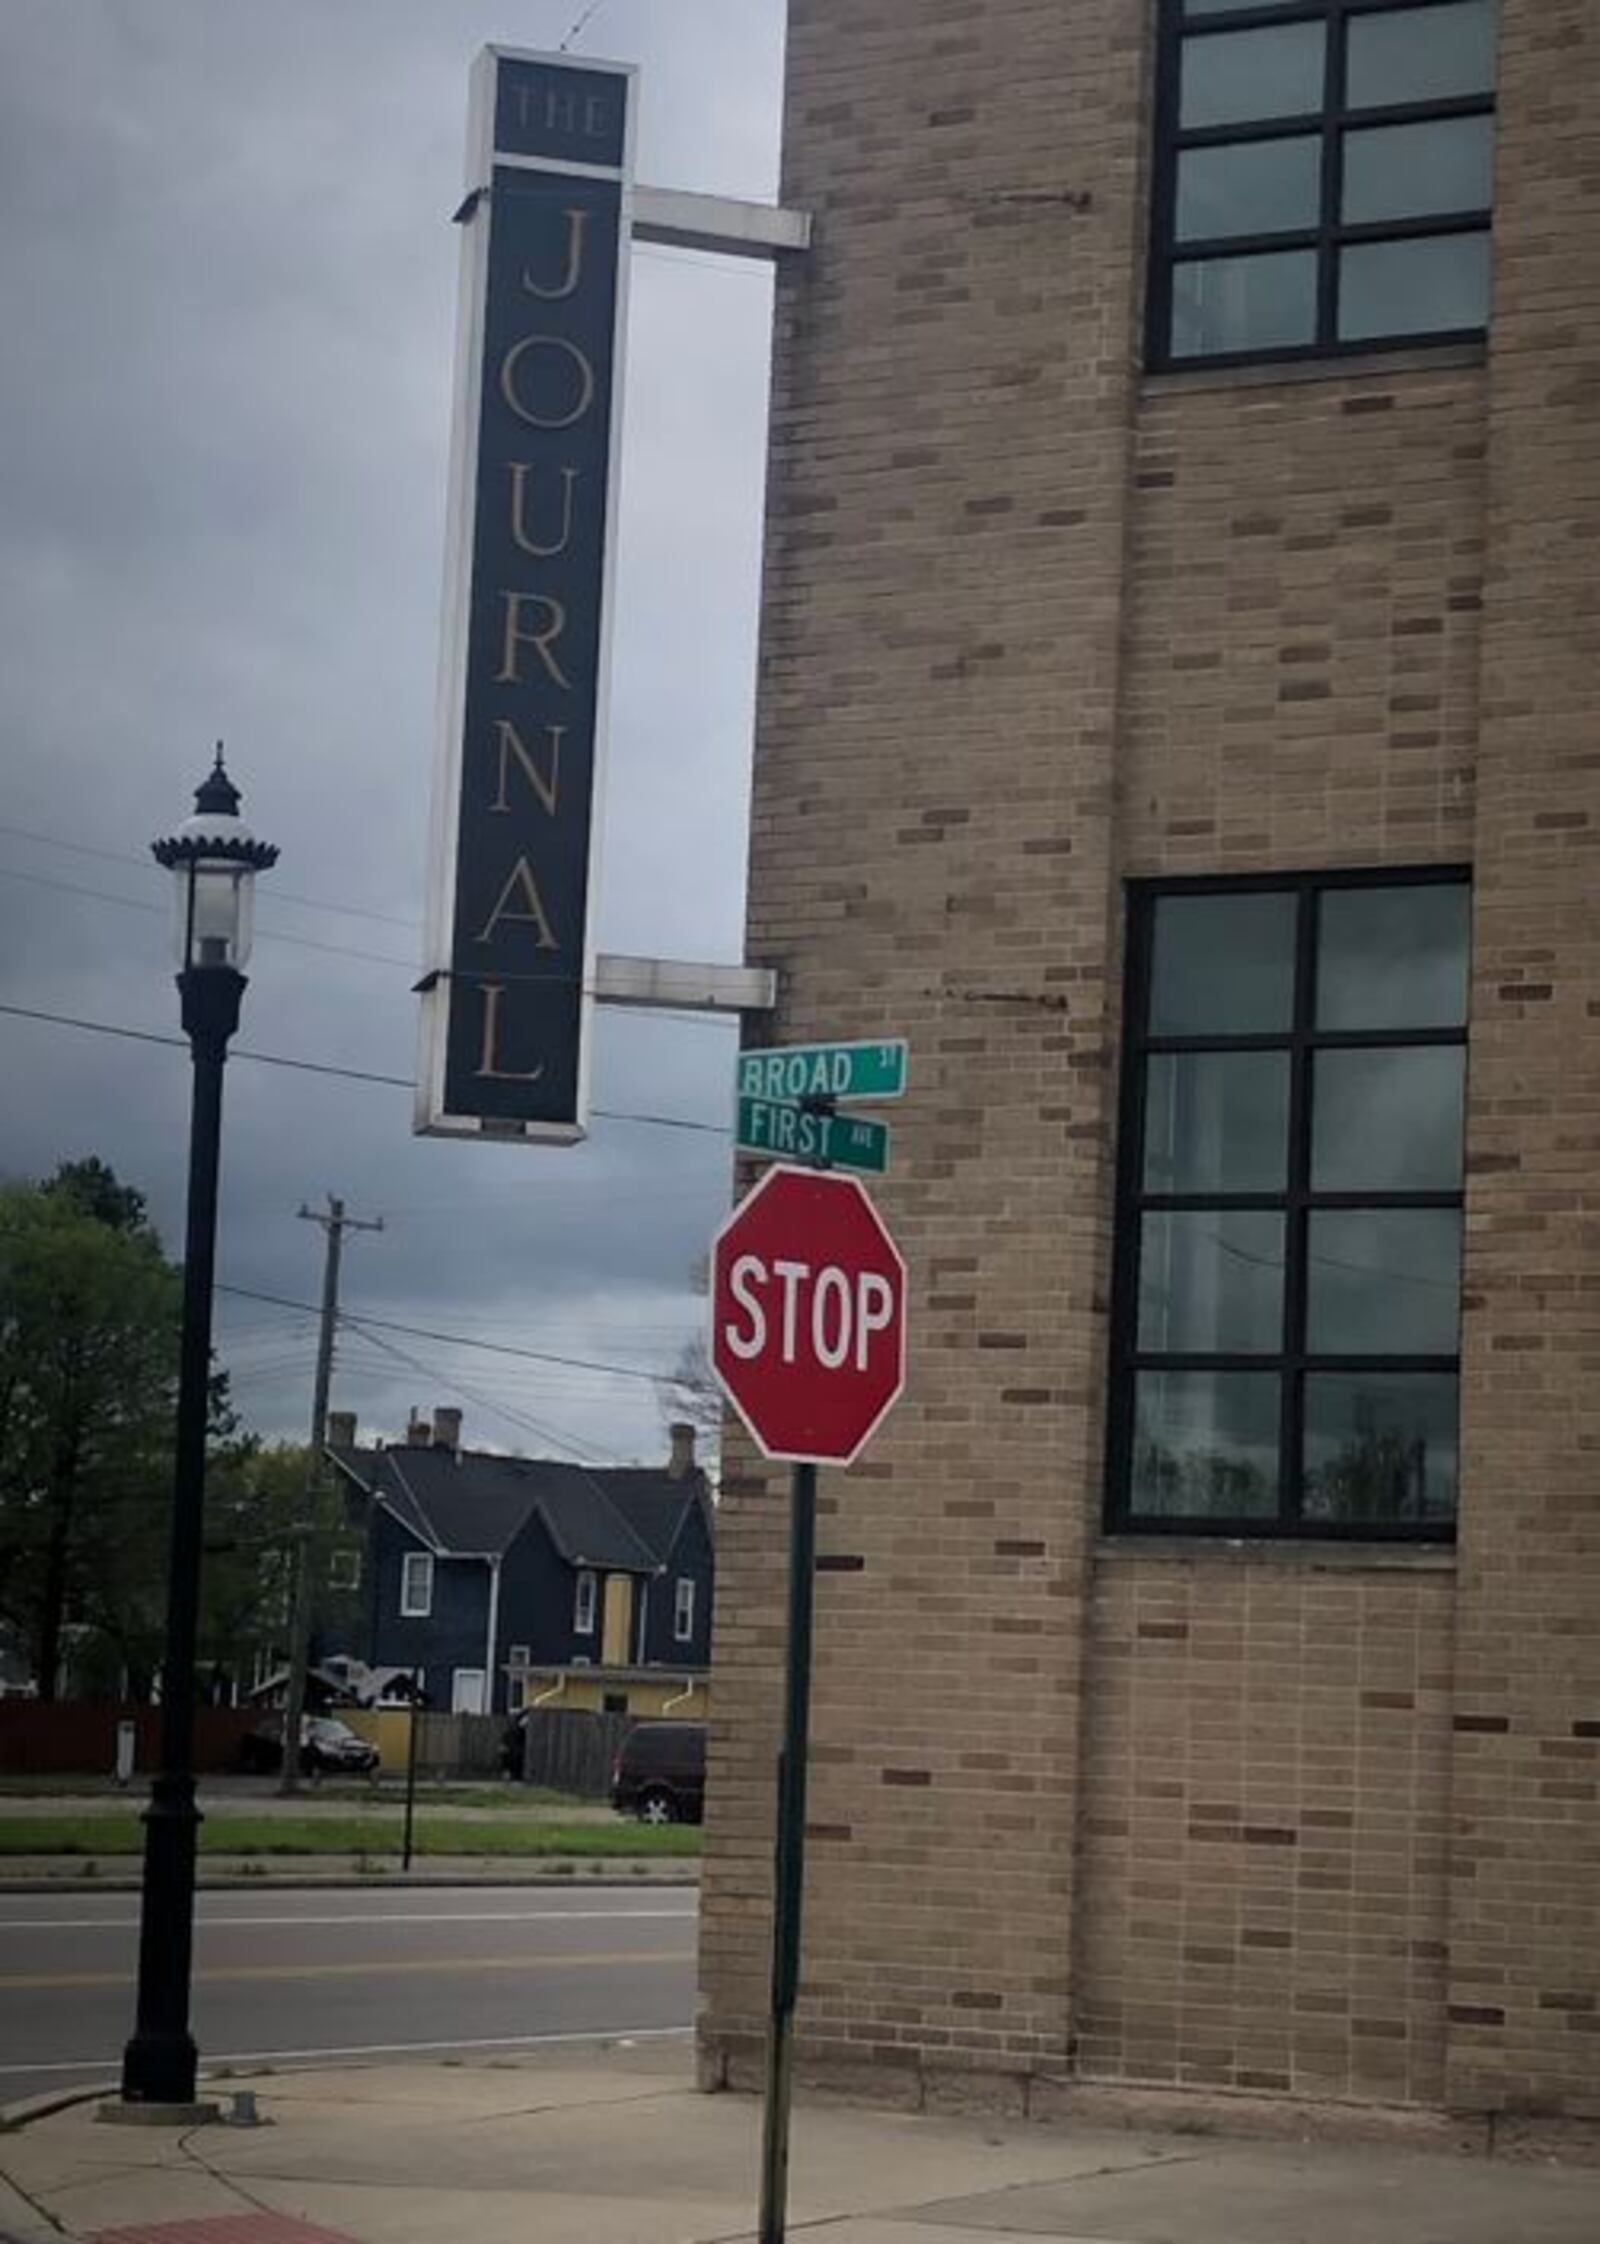 THE
JOURNAL
BROAD ST
FIRST AVE
STOP